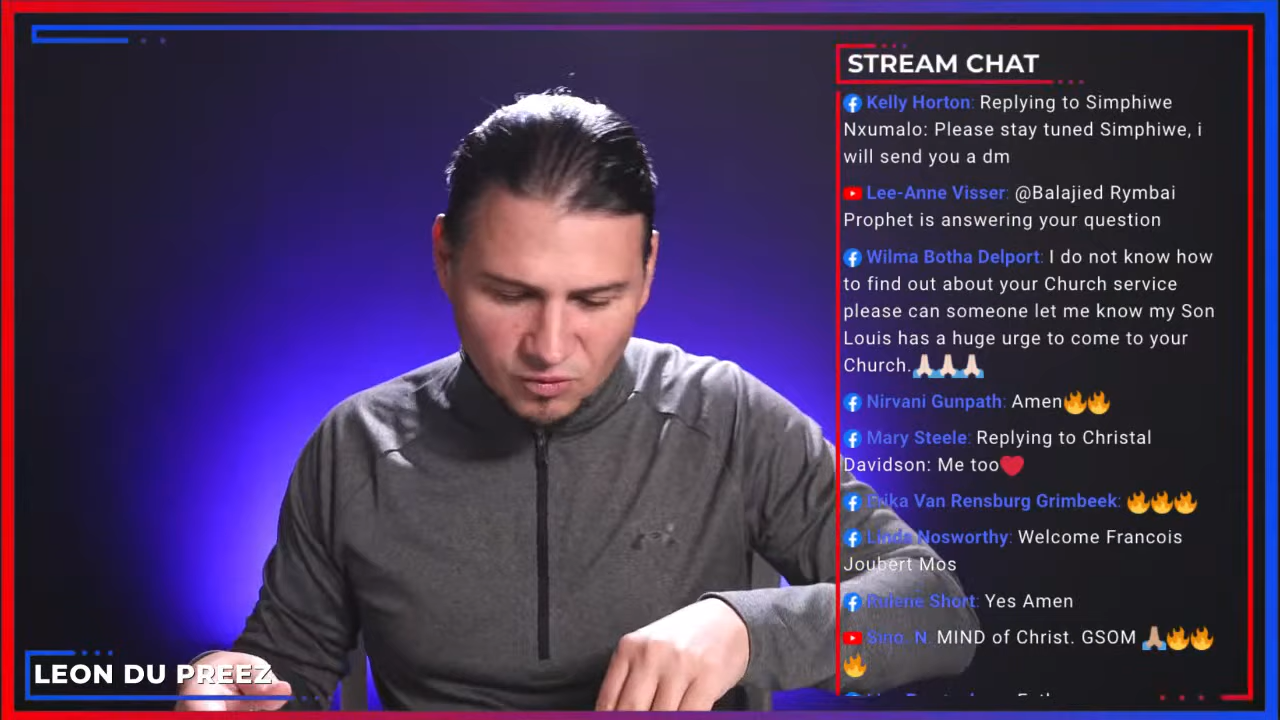 STREAM CHAT
Kelly Horton: Replying to Simphiwe
Nxumalo: Please stay tuned Simphiwe, i
will send you a dm
Lee-Anne Visser: @Balajied Rymbai
Prophet is answering your question
Wilma Botha Delport: I do not know how
to find out about your Church service
please can someone let me know my Son
Louis has a huge urge to come to your
Church.🙏🏻🙏🏻🙏🏻
Nirvani Gunpath: Amen🔥🔥
Mary Steele: Replying to Christal
Davidson: Me too❤️
Erika Van Rensburg Grimbeek: 🔥🔥🔥
Linda Nosworthy: Welcome Francois
Joubert Mos
Short: Yes Amen
Sino. N: MIND of Christ. GSOM 🙏🏽🔥🔥
🔥
LEON DU PREEZ